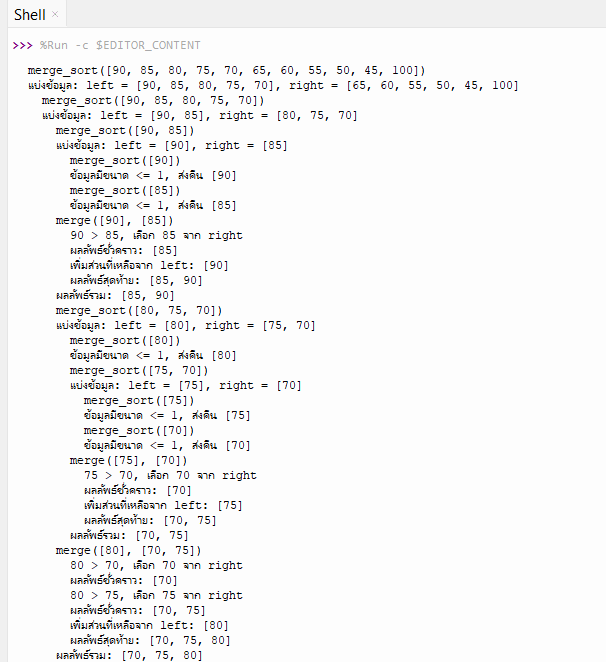 Shell ×
>>> %Run -c $EDITOR_CONTENT
merge_sort([90, 85, 80, 75, 70, 65, 60, 55, 50, 45, 100])
แบ่งข้อมูล: left = [90, 85, 80, 75, 70], right = [65, 60, 55, 50, 45, 100]
merge_sort([90, 85, 80, 75, 70])
แบ่งข้อมูล: left = [90, 85], right = [80, 75, 70]
merge_sort([90, 85])
แบ่งข้อมูล: left = [90], right = [85]
merge_sort([90])
ข้อมูลมีขนาด <= 1, ส่งคืน [90]
merge_sort([85])
ข้อมูลมีขนาด <= 1, ส่งคืน [85]
merge([90], [85])
90 > 85, เลือก 85 จาก right
ผลลัพธ์ชั่วคราว: [85]
เพิ่มส่วนที่เหลือจาก left: [90]
ผลลัพธ์สุดท้าย: [85, 90]
ผลลัพธ์รวม: [85, 90]
merge_sort([80, 75, 70])
แบ่งข้อมูล: left = [80], right = [75, 70]
merge_sort([80])
ข้อมูลมีขนาด <= 1, ส่งคืน [80]
merge_sort([75, 70])
แบ่งข้อมูล: left = [75], right = [70]
merge_sort([75])
ข้อมูลมีขนาด <= 1, ส่งคืน [75]
merge_sort([70])
ข้อมูลมีขนาด <= 1, ส่งคืน [70]
merge([75], [70])
75 > 70, เลือก 70 จาก right
ผลลัพธ์ชั่วคราว: [70]
เพิ่มส่วนที่เหลือจาก left: [75]
ผลลัพธ์สุดท้าย: [70, 75]
ผลลัพธ์รวม: [70, 75]
merge([80], [70, 75])
80 > 70, เลือก 70 จาก right
ผลลัพธ์ชั่วคราว: [70]
80 > 75, เลือก 75 จาก right
ผลลัพธ์ชั่วคราว: [70, 75]
เพิ่มส่วนที่เหลือจาก left: [80]
ผลลัพธ์สุดท้าย: [70, 75, 80]
ผลลัพธ์รวม: [70, 75, 80]